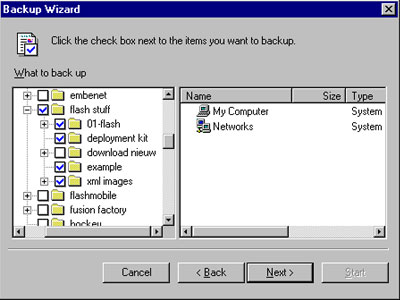 Backup Wizard
Click the check box next to the items you want to backup.
What to back up
embenet
flash stuff
01-flash
deployment kit
download nieuw
example
xml images
flashmobile
fusion factory
hockey
Name Size Type
My Computer System
Networks System
Cancel < Back Next > Start